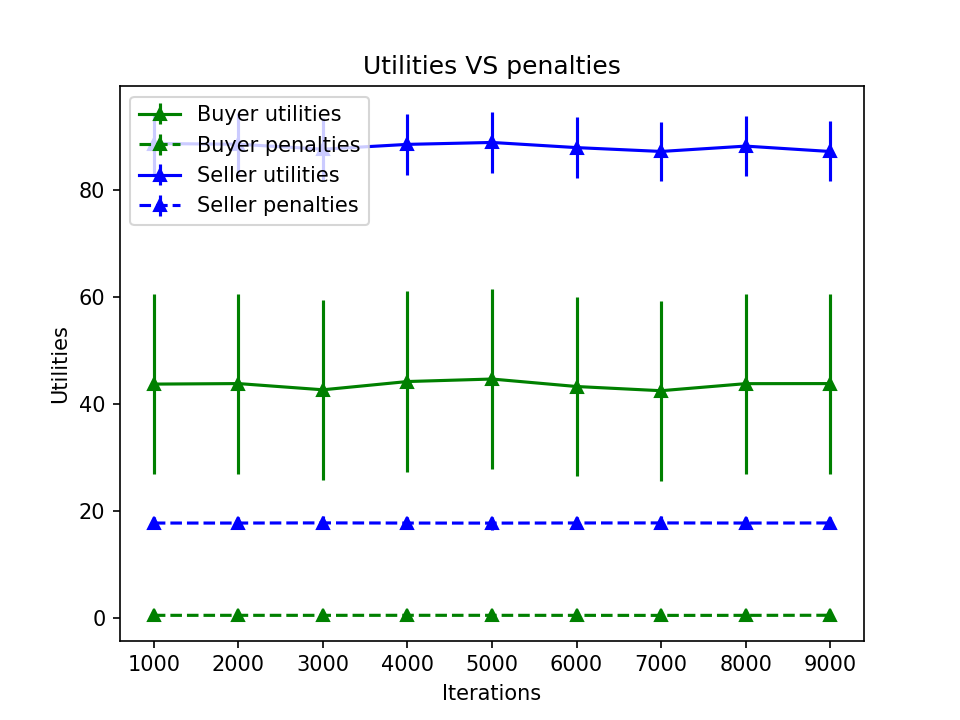 Utilities VS penalties
Buyer utilities
Buyer penalties
Seller utilities
Seller penalties
80
60
40
20
0
Utilities
1000 2000 3000 4000 5000 6000 7000 8000 9000
Iterations